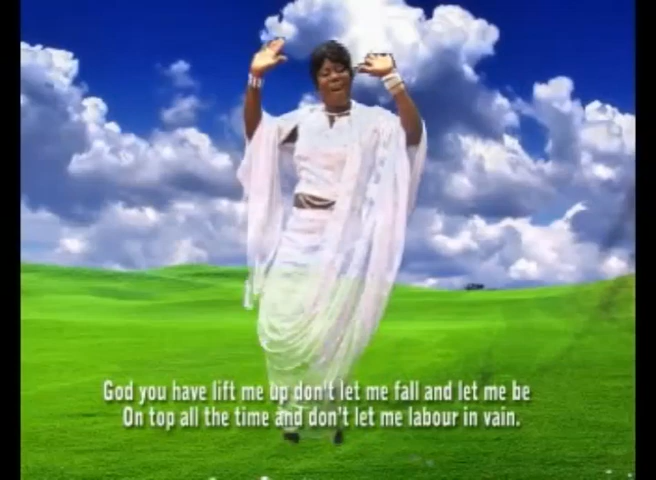 God you have lift me up don't let me fall and let me be
On top all the time and don't let me labour in vain.